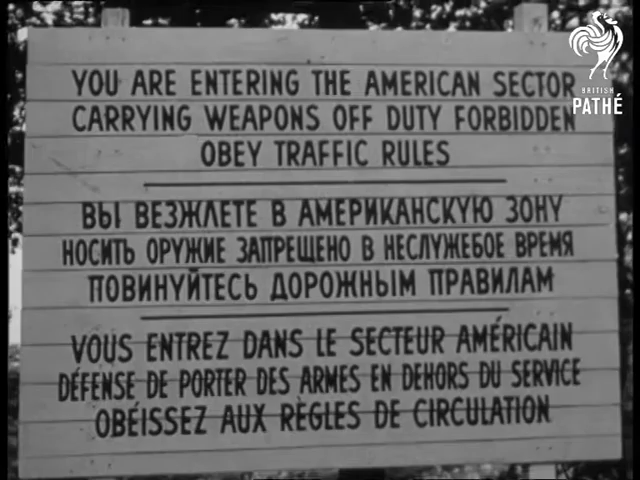 YOU ARE ENTERING THE AMERICAN SECTOR
CARRYING WEAPONS OFF DUTY FORBIDDEN
OBEY TRAFFIC RULES
ВЫ ВЕЗЖЛЕТЕ В АМЕРИКАНСКУЮ ЗОНУ
НОСИТЬ ОРУЖИЕ ЗАПРЕЩЕНО В НЕСЛУЖЕБОЕ ВРЕМЯ
ПОВИНУЙТЕСЬ ДОРОЖНЫМ ПРАВИЛАМ
VOUS ENTREZ DANS LE SECTEUR AMÉRICAIN
DÉFENSE DE PORTER DES ARMES EN DEHORS DU SERVICE
OBÉISSEZ AUX RÈGLES DE CIRCULATION
BRITISH
PATHÉ